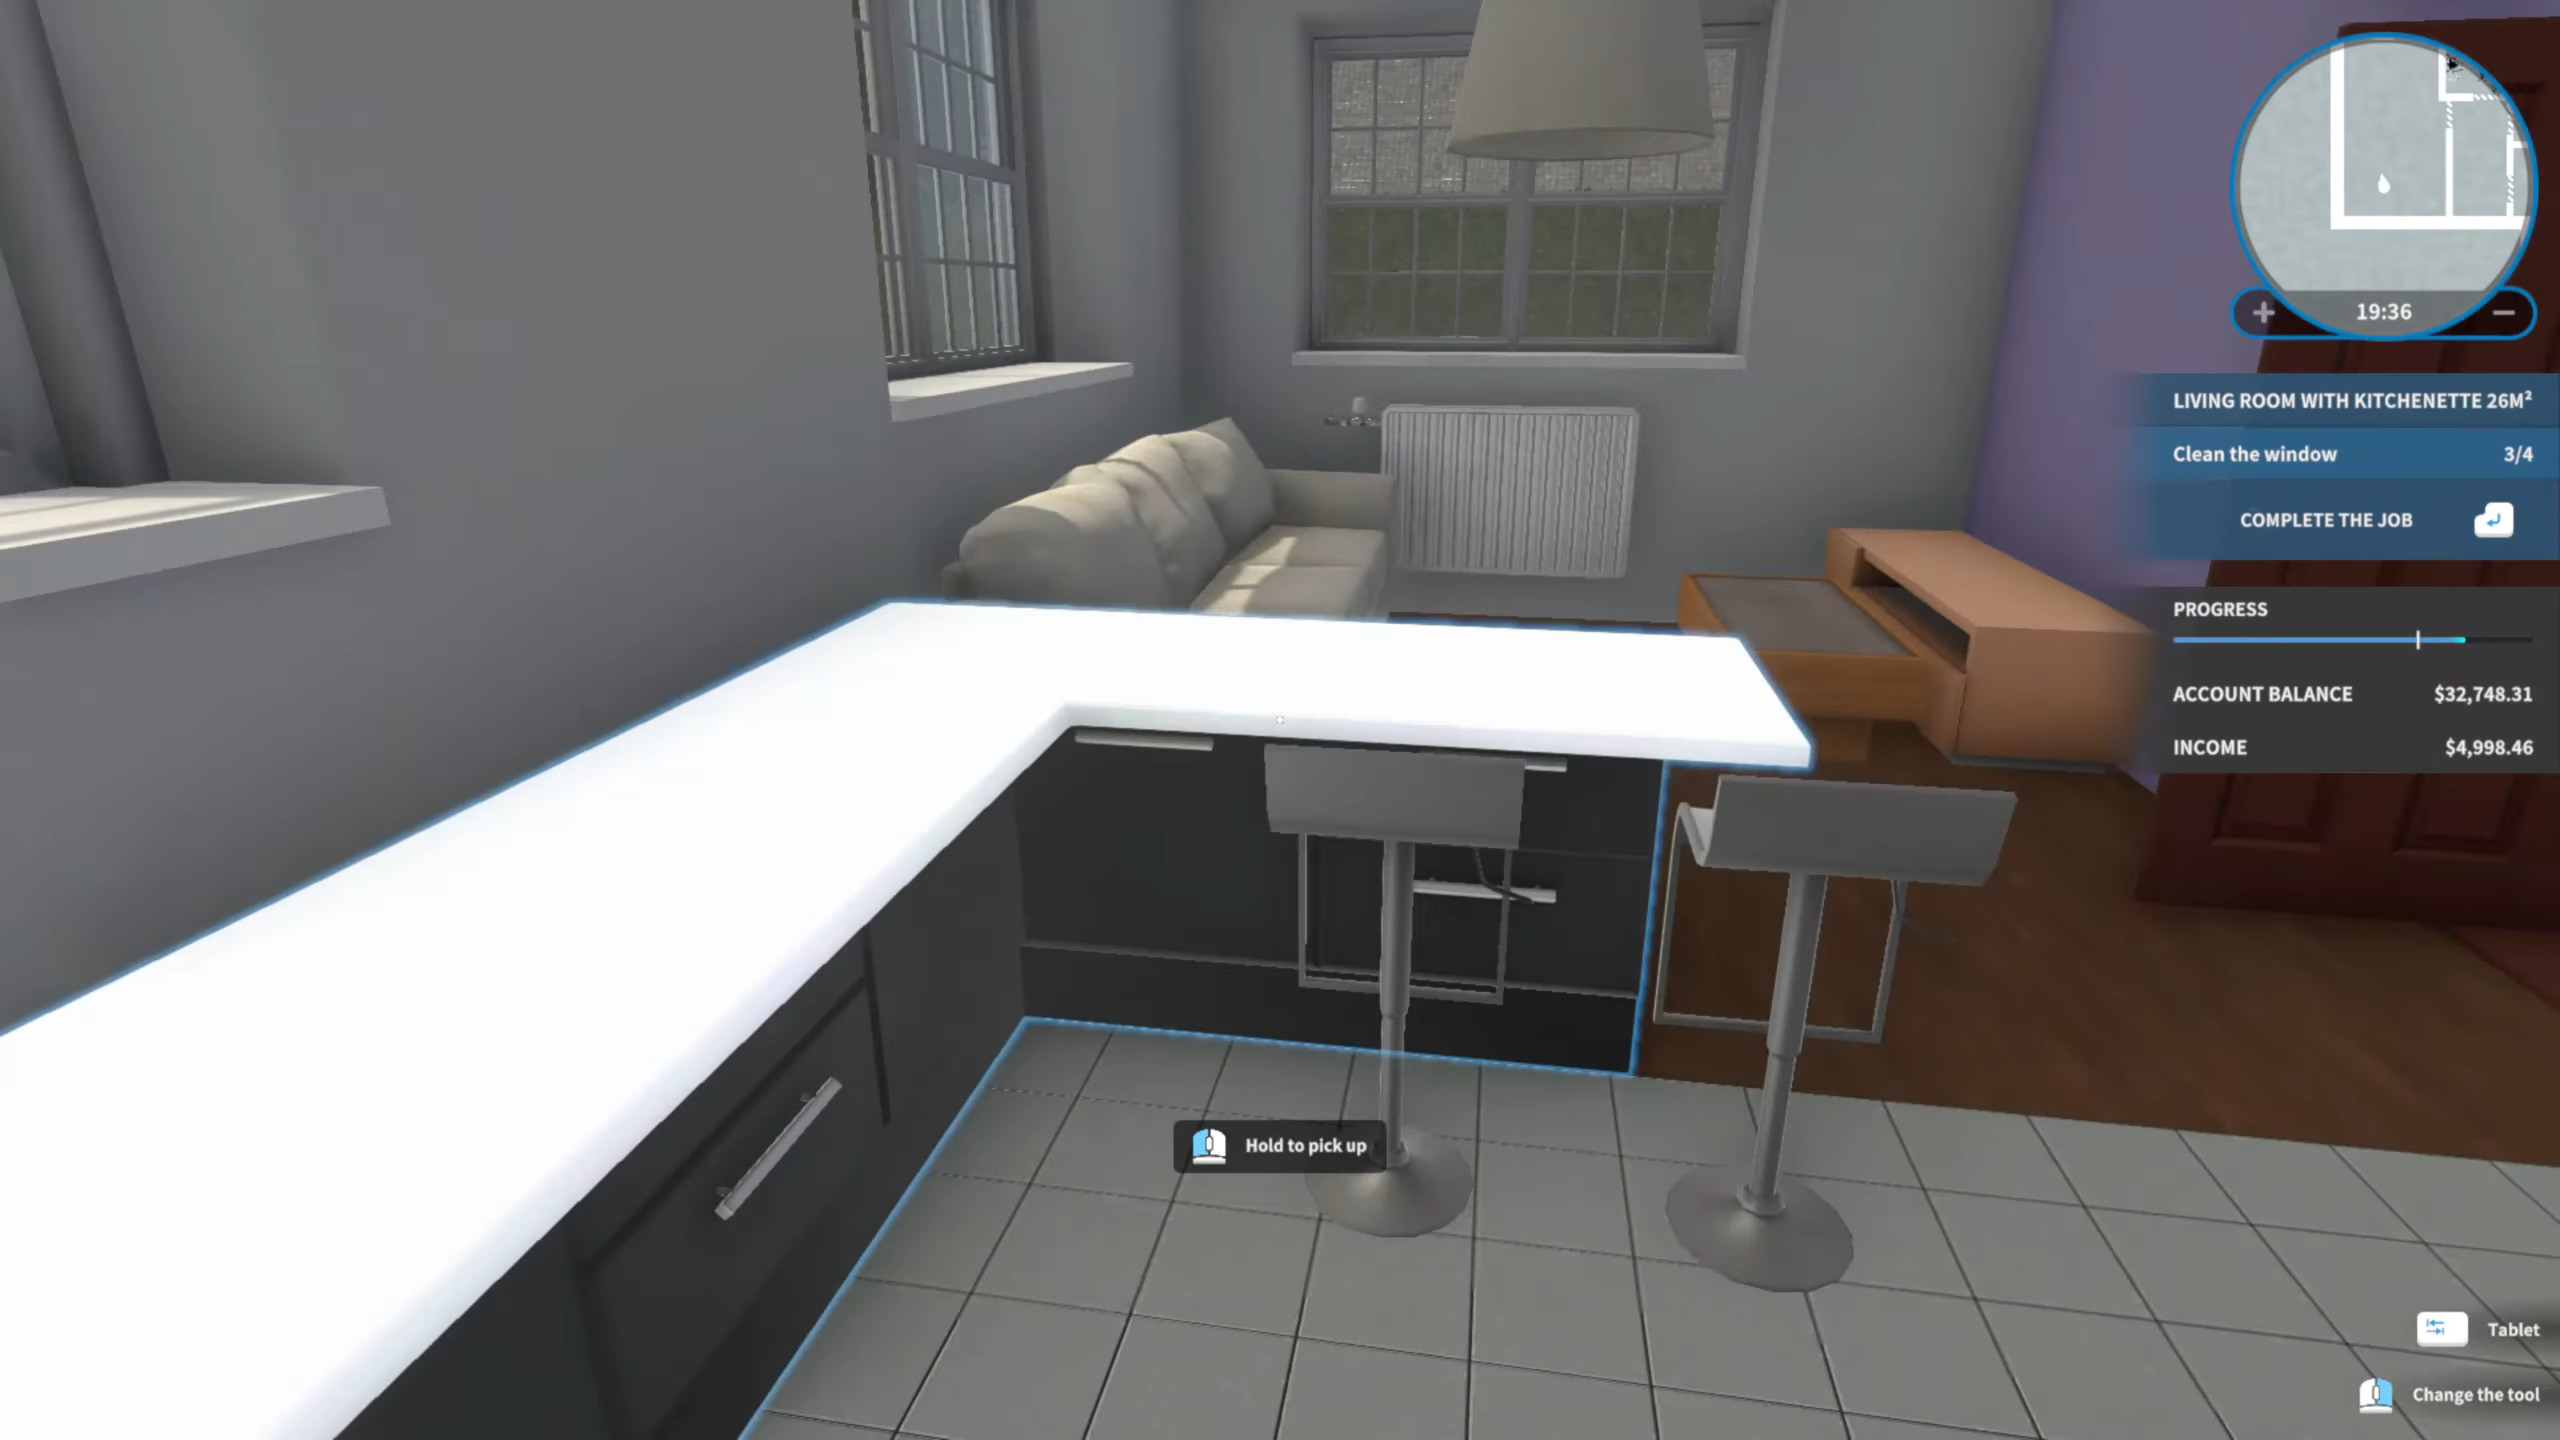 19:36
LIVING ROOM WITH KITCHENETTE 26M²
Clean the window 3/4
COMPLETE THE JOB
PROGRESS
ACCOUNT BALANCE $32,748.31
INCOME $4,998.46
Hold to pick up
Tablet
Change the tool